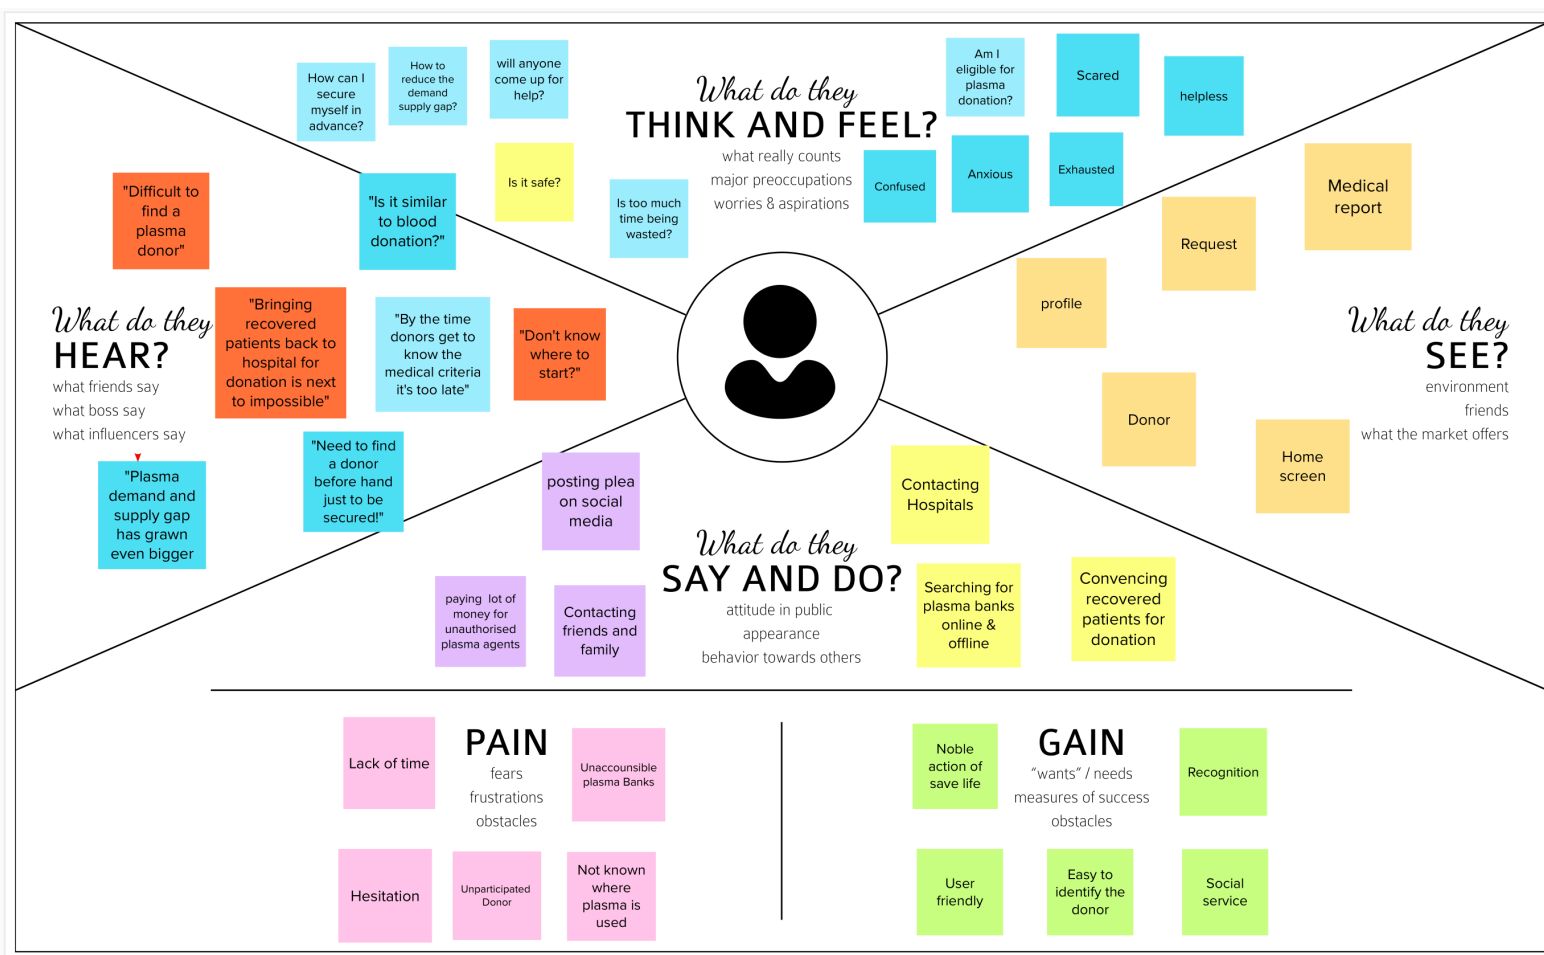 How can I
secure
myself in
advance?
How to
reduce the
demand
supply gap?
will anyone
come up for
help?
Is it safe?
Is too much
time being
wasted?
What do they
THINK AND FEEL?
what really counts
major preoccupations
worries & aspirations
Am I
eligible for
plasma
donation?
Scared
helpless
Confused
Anxious
Exhausted
"Difficult to
find a
plasma
donor"
"Is it similar
to blood
donation?"
What do they
HEAR?
what friends say
what boss say
what influencers say
"Bringing
recovered
patients back to
hospital for
donation is next
to impossible"
"By the time
donors get to
know the
medical criteria
it's too late"
"Don't know
where to
start?"
"Plasma
demand and
supply gap
has grawn
even bigger
"Need to find
a donor
before hand
just to be
secured!"
Medical
report
Request
profile
What do they
SEE?
environment
friends
what the market offers
Donor
Home
screen
posting plea
on social
media
paying lot of
money for
unauthorised
plasma agents
Contacting
friends and
family
What do they
SAY AND DO?
attitude in public
appearance
behavior towards others
Contacting
Hospitals
Searching for
plasma banks
online &
offline
Convencing
recovered
patients for
donation
Lack of time
PAIN
fears
frustrations
obstacles
Unaccounsible
plasma Banks
Hesitation
Unparticipated
Donor
Not known
where
plasma is
used
Noble
action of
save life
GAIN
“wants” / needs
measures of success
obstacles
Recognition
User
friendly
Easy to
identify the
donor
Social
service